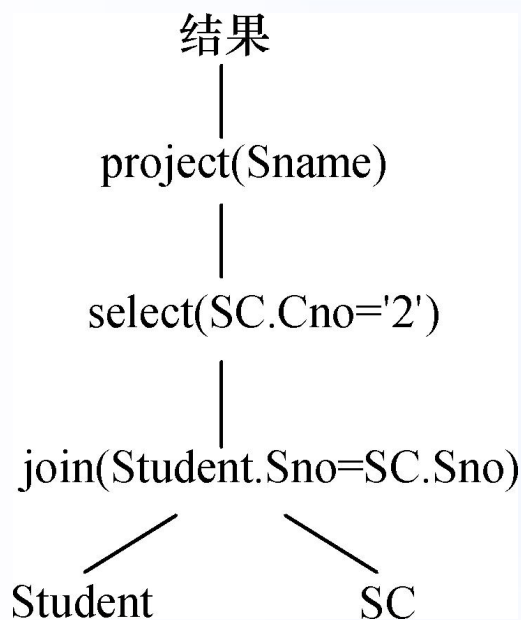 结果
project(Sname)
select(SC.Cno='2')
join(Student.Sno=SC.Sno)
Student SC